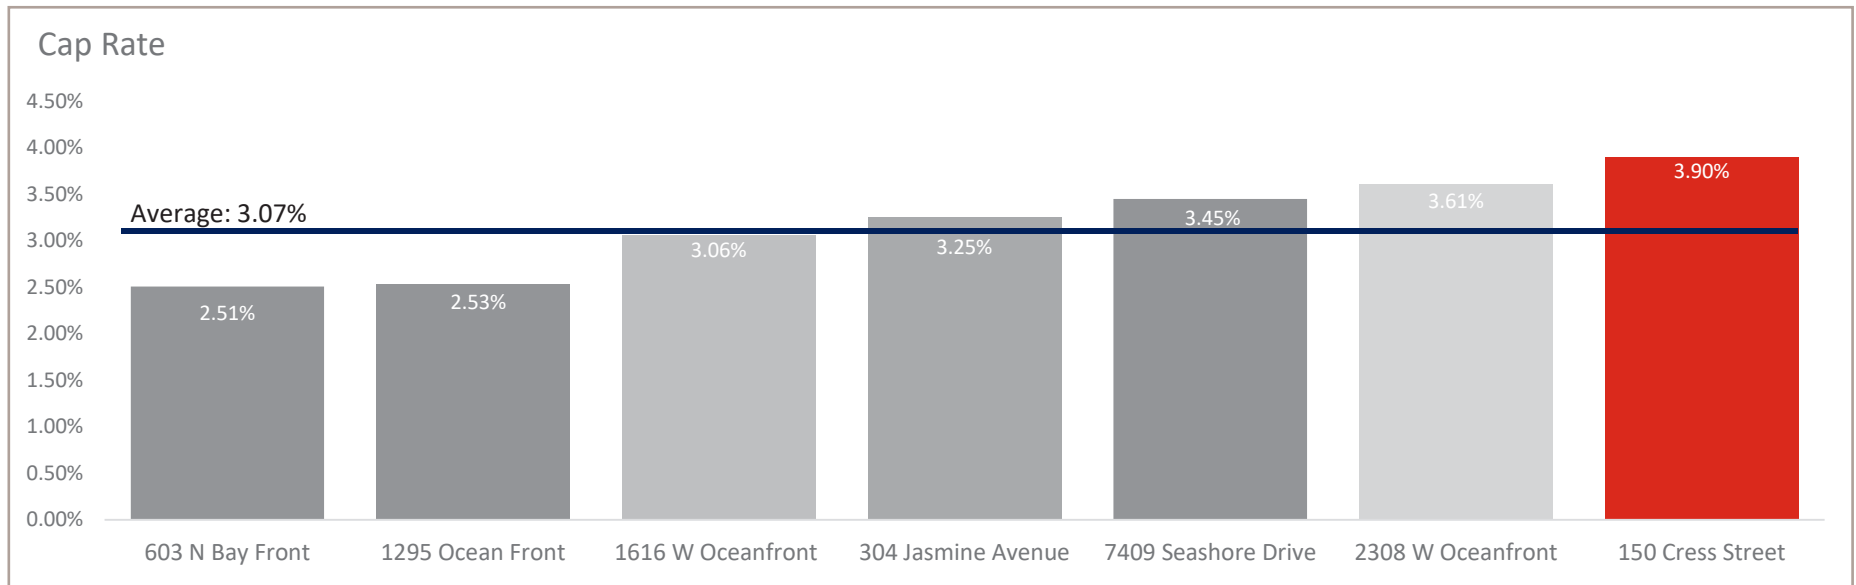 Cap Rate
4.50%
4.00%
3.50%
3.00%
2.50%
2.00%
1.50%
1.00%
0.50%
0.00%
Average: 3.07%
2.51%
2.53%
3.06%
3.25%
3.45%
3.61%
3.90%
603 N Bay Front
1295 Ocean Front
1616 W Oceanfront
304 Jasmine Avenue
7409 Seashore Drive
2308 W Oceanfront
150 Cress Street